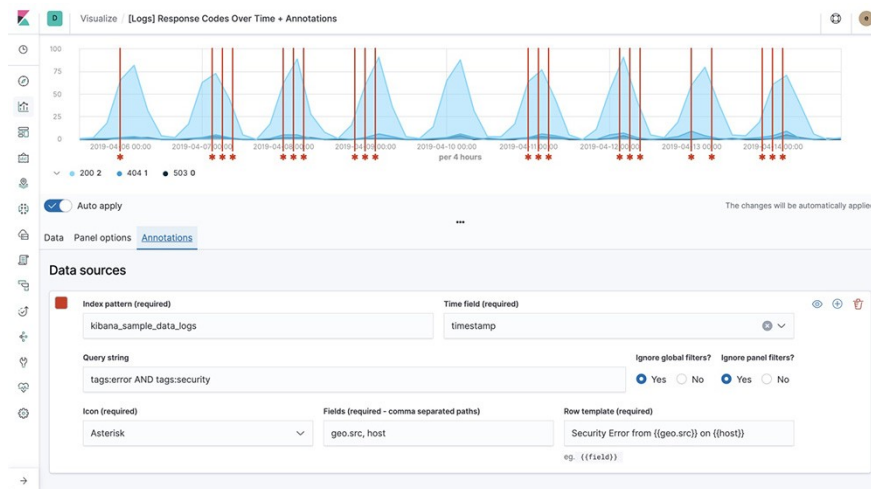 D Visualize / [Logs] Response Codes Over Time + Annotations e
100
75
50
25
0
2019-04-06 00:00 2019-04-07 00:00 2019-04-08 00:00 2019-04-09 00:00 2019-04-10 00:00 2019-04-11 00:00 2019-04-12 00:00 2019-04-13 00:00 2019-04-14 00:00
per 4 hours
200 2 404 1 503 0
Auto apply The changes will be automatically applied
Data Panel options Annotations
Data sources
Index pattern (required) Time field (required)
kibana_sample_data_logs timestamp
Query string Ignore global filters? Ignore panel filters?
tags:error AND tags:security Yes No Yes No
Icon (required) Fields (required - comma separated paths) Row template (required)
Asterisk geo.src, host Security Error from {{geo.src}} on {{host}}
eg. {{field}}